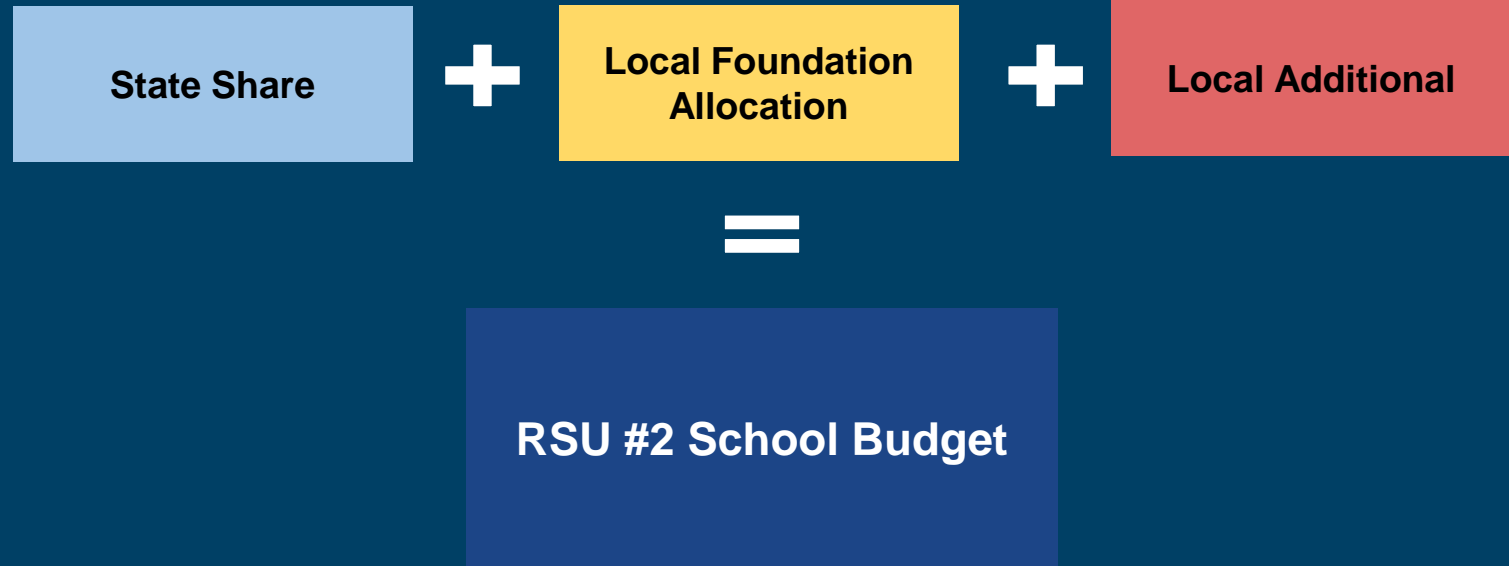 State Share
+
Local Foundation
Allocation
+
Local Additional
=
RSU #2 School Budget